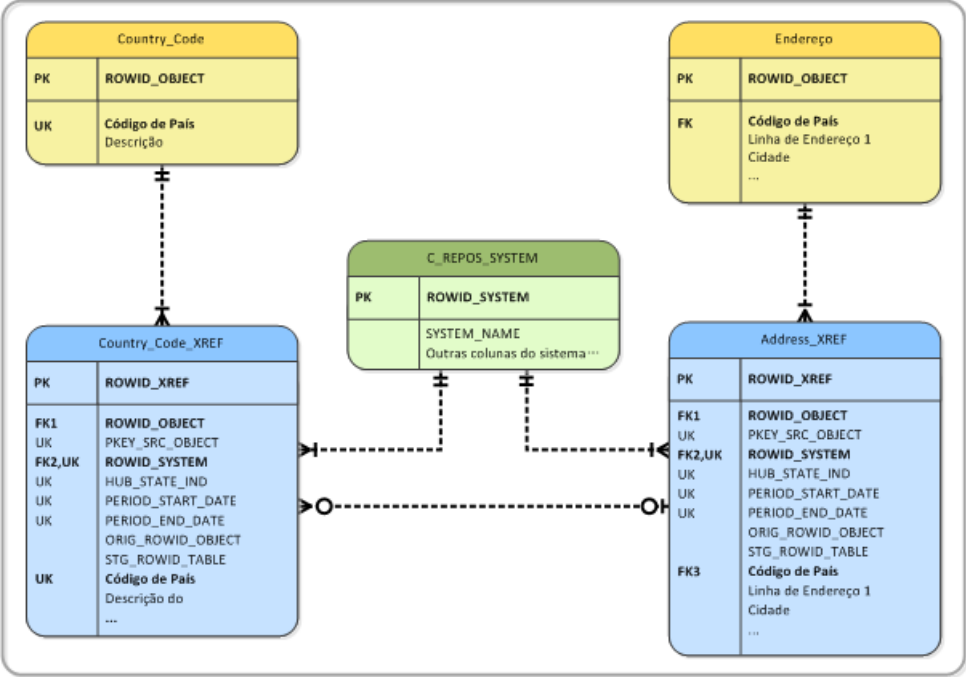 Country_Code
PK ROWID_OBJECT
UK Código de País
Descrição
Endereço
PK ROWID_OBJECT
FK Código de País
Linha de Endereço 1
Cidade
...
C_REPOS_SYSTEM
PK ROWID_SYSTEM
SYSTEM_NAME
Outras colunas do sistema...
Country_Code_XREF
PK ROWID_XREF
FK1 ROWID_OBJECT
UK PKEY_SRC_OBJECT
FK2,UK ROWID_SYSTEM
UK HUB_STATE_IND
UK PERIOD_START_DATE
UK PERIOD_END_DATE
ORIG_ROWID_OBJECT
STG_ROWID_TABLE
UK Código de País
Descrição do
...
Address_XREF
PK ROWID_XREF
FK1 ROWID_OBJECT
UK PKEY_SRC_OBJECT
FK2,UK ROWID_SYSTEM
UK HUB_STATE_IND
UK PERIOD_START_DATE
UK PERIOD_END_DATE
ORIG_ROWID_OBJECT
STG_ROWID_TABLE
FK3 Código de País
Linha de Endereço 1
Cidade
...